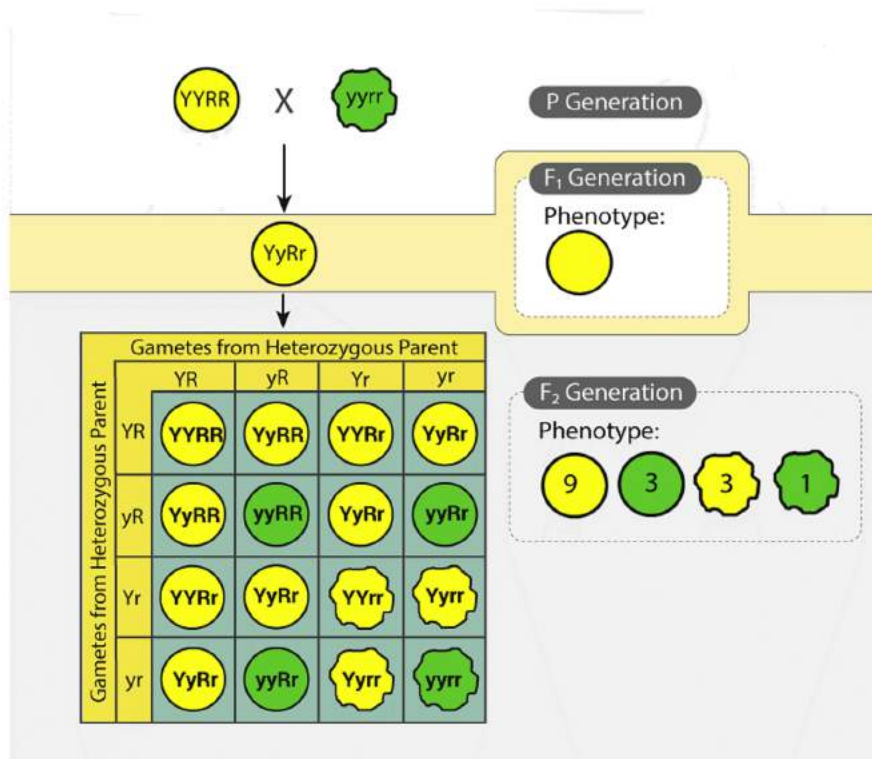 YYRR X yyrr
P Generation
F₁ Generation
Phenotype:
YyRr
Gametes from Heterozygous Parent
YR yR Yr yr
Gametes from Heterozygous Parent
YR YYRR YyRR YYRr YyRr
yR YyRR yyRR YyRr yyRr
Yr YYRr YyRr YYrr Yyrr
yr YyRr yyRr Yyrr yyrr
F₂ Generation
Phenotype:
9 3 3 1